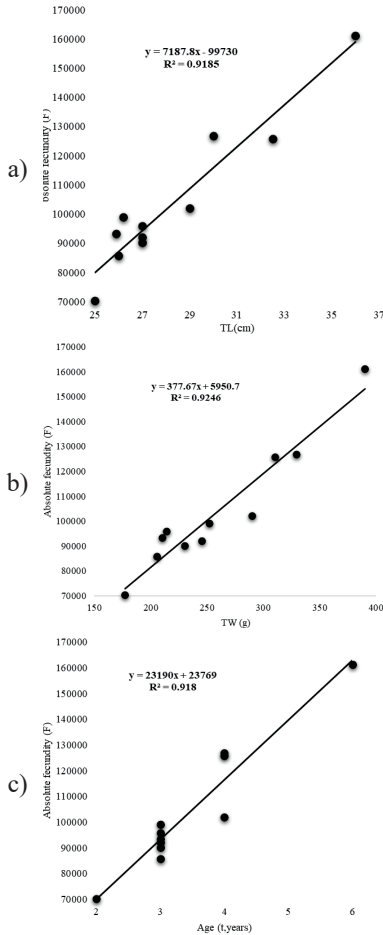 170000
y = 7187.8x - 99730
R² = 0.9185
160000
150000
140000
130000
120000
110000
100000
90000
80000
70000
25 27 29 31 33 35 37
TL(cm)
a)
170000
160000
y = 377.67x + 5950.7
R² = 0.9246
150000
140000
130000
120000
110000
100000
90000
80000
70000
150 200 250 300 350 400
TW (g)
Absolute fecundity (F)
b)
170000
160000
y = 23190x + 23769
R² = 0.918
150000
140000
130000
120000
110000
100000
90000
80000
70000
2 3 4 5 6
Age (t,years)
Absolute fecundity (F)
c)